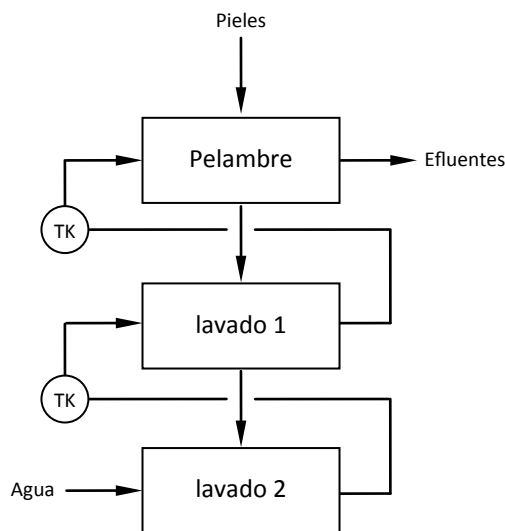 Pieles
Pelambre
Efluentes
TK
lavado 1
TK
Agua
lavado 2